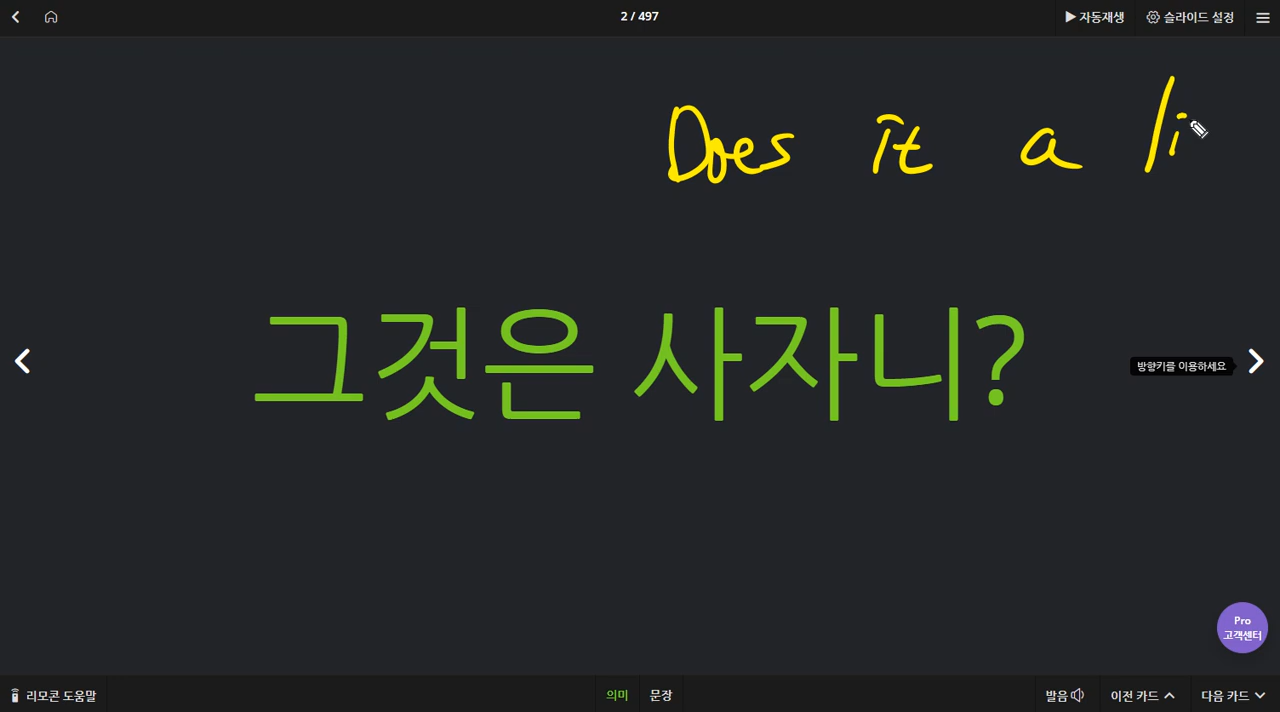 2 / 497
자동재생
슬라이드 설정
Does it a li
그것은 사자니?
방향키를 이용하세요
Pro
고객센터
리모콘 도움말
의미
문장
발음
이전 카드
다음 카드